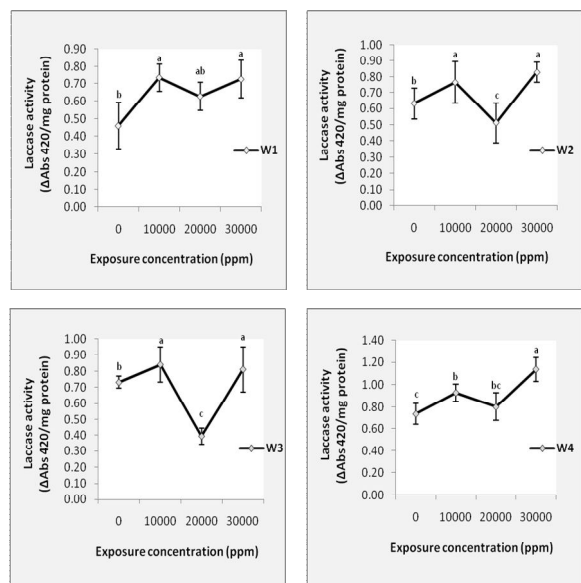 Laccase activity
(ΔAbs 420/mg protein)
0.90
0.80
0.70
0.60
0.50
0.40
0.30
0.20
0.10
0.00
b
a
ab
a
W1
0 10000 20000 30000
Exposure concentration (ppm)
Laccase activity
(ΔAbs 420/mg protein)
1.00
0.90
0.80
0.70
0.60
0.50
0.40
0.30
0.20
0.10
0.00
b
a
c
a
W2
0 10000 20000 30000
Exposure concentration (ppm)
Laccase activity
(ΔAbs 420/mg protein)
1.00
0.90
0.80
0.70
0.60
0.50
0.40
0.30
0.20
0.10
0.00
b
a
c
a
W3
0 10000 20000 30000
Exposure concentration (ppm)
Laccase activity
(ΔAbs 420/mg protein)
1.40
1.20
1.00
0.80
0.60
0.40
0.20
0.00
c
b
bc
a
W4
0 10000 20000 30000
Exposure concentration (ppm)